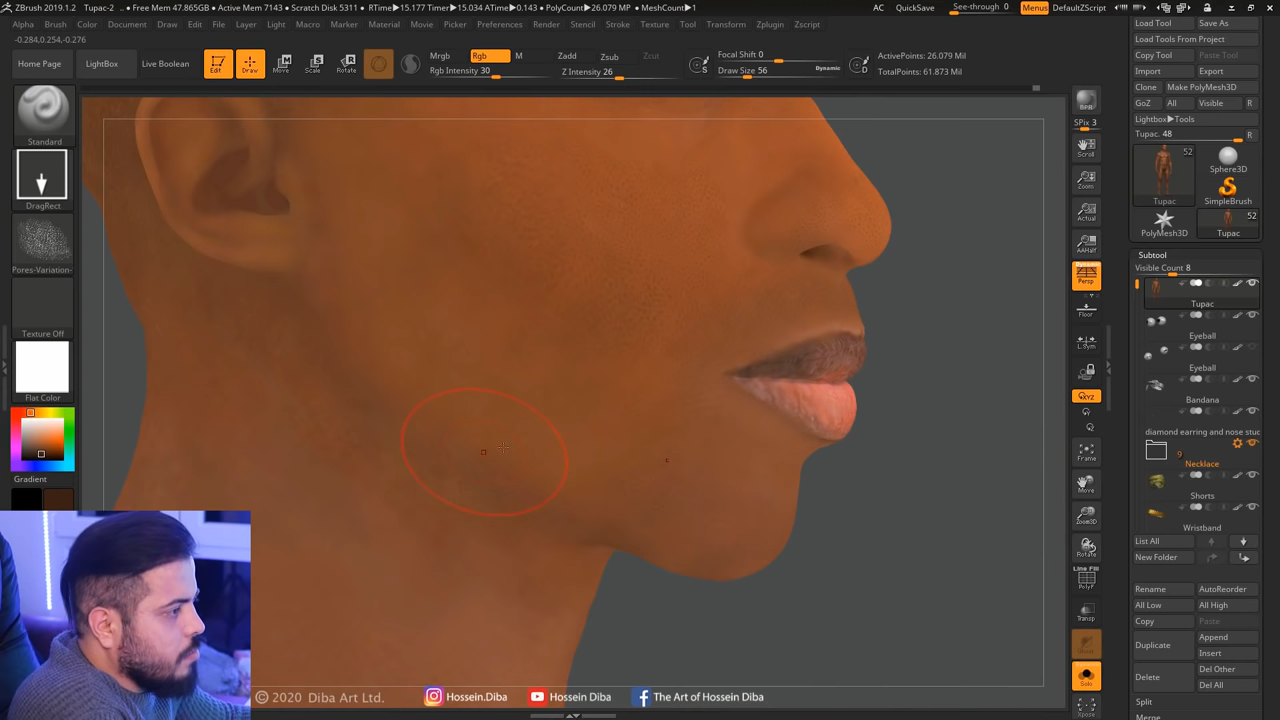 ZBrush 2019.1.2 Tupac-2 • Free Mem 47.865GB • Active Mem 7143 • Scratch Disk 5311 • RTime▶15.177 Timer▶15.034 ATime▶0.143 • PolyCount▶26.079 MP • MeshCount▶1 AC QuickSave See-through 0 Menus DefaultZScript
Alpha Brush Color Document Draw Edit File Layer Light Macro Marker Material Movie Picker Preferences Render Stencil Stroke Texture Tool Transform Zplugin Zscript
-0.284,0.254,-0.276
Home Page LightBox Live Boolean
Edit Draw Move Scale Rotate
Mrgb Rgb M
Rgb Intensity 30
Zadd Zsub Zcut
Z Intensity 26
S
Focal Shift 0
Draw Size 56 Dynamic
D
ActivePoints: 26.079 Mil
TotalPoints: 61.873 Mil
Standard
DragRect
Pores-Variation-
Texture Off
Flat Color
Gradient
BPR
SPix 3
Scroll
Zoom
Actual
AAHalf
Dynamic
Persp
Floor
L.Sym
XYZ
Frame
Move
Zoom3D
Rotate
Line Fill
PolyF
Transp
Solo
Xpose
Load Tool Save As
Load Tools From Project
Copy Tool Paste Tool
Import Export
Clone Make PolyMesh3D
GoZ All Visible R
Lightbox▶Tools
Tupac. 48 R
52
Tupac
Sphere3D
SimpleBrush
PolyMesh3D
52
Tupac
Subtool
Visible Count 8
Tupac
Eyeball
Eyeball
Bandana
diamond earring and nose stud
9
Necklace
Shorts
Wristband
List All
New Folder
Rename AutoReorder
All Low All High
Copy Paste
Duplicate Append
Insert
Delete Del Other
Del All
Split
Merge
© 2020 Diba Art Ltd. Hossein.Diba Hossein Diba The Art of Hossein Diba